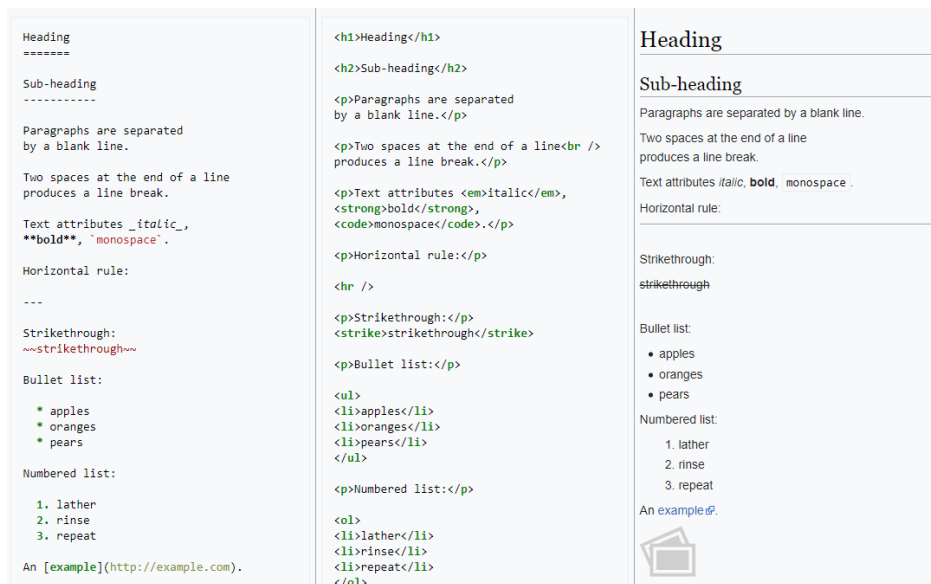 Heading
=======
Sub-heading
-----------
Paragraphs are separated
by a blank line.
Two spaces at the end of a line
produces a line break.
Text attributes _italic_,
**bold**, `monospace`.
Horizontal rule:
---
Strikethrough:
~~strikethrough~~
Bullet list:
* apples
* oranges
* pears
Numbered list:
1. lather
2. rinse
3. repeat
An [example](http://example.com).
<h1>Heading</h1>
<h2>Sub-heading</h2>
<p>Paragraphs are separated
by a blank line.</p>
<p>Two spaces at the end of a line<br />
produces a line break.</p>
<p>Text attributes <em>italic</em>,
<strong>bold</strong>,
<code>monospace</code>.</p>
<p>Horizontal rule:</p>
<hr />
<p>Strikethrough:</p>
<strike>strikethrough</strike>
<p>Bullet list:</p>
<ul>
<li>apples</li>
<li>oranges</li>
<li>pears</li>
</ul>
<p>Numbered list:</p>
<ol>
<li>lather</li>
<li>rinse</li>
<li>repeat</li>
</ol>
Heading
Sub-heading
Paragraphs are separated by a blank line.
Two spaces at the end of a line
produces a line break.
Text attributes italic, bold, monospace .
Horizontal rule:
Strikethrough:
strikethrough
Bullet list:
• apples
• oranges
• pears
Numbered list:
1. lather
2. rinse
3. repeat
An example.